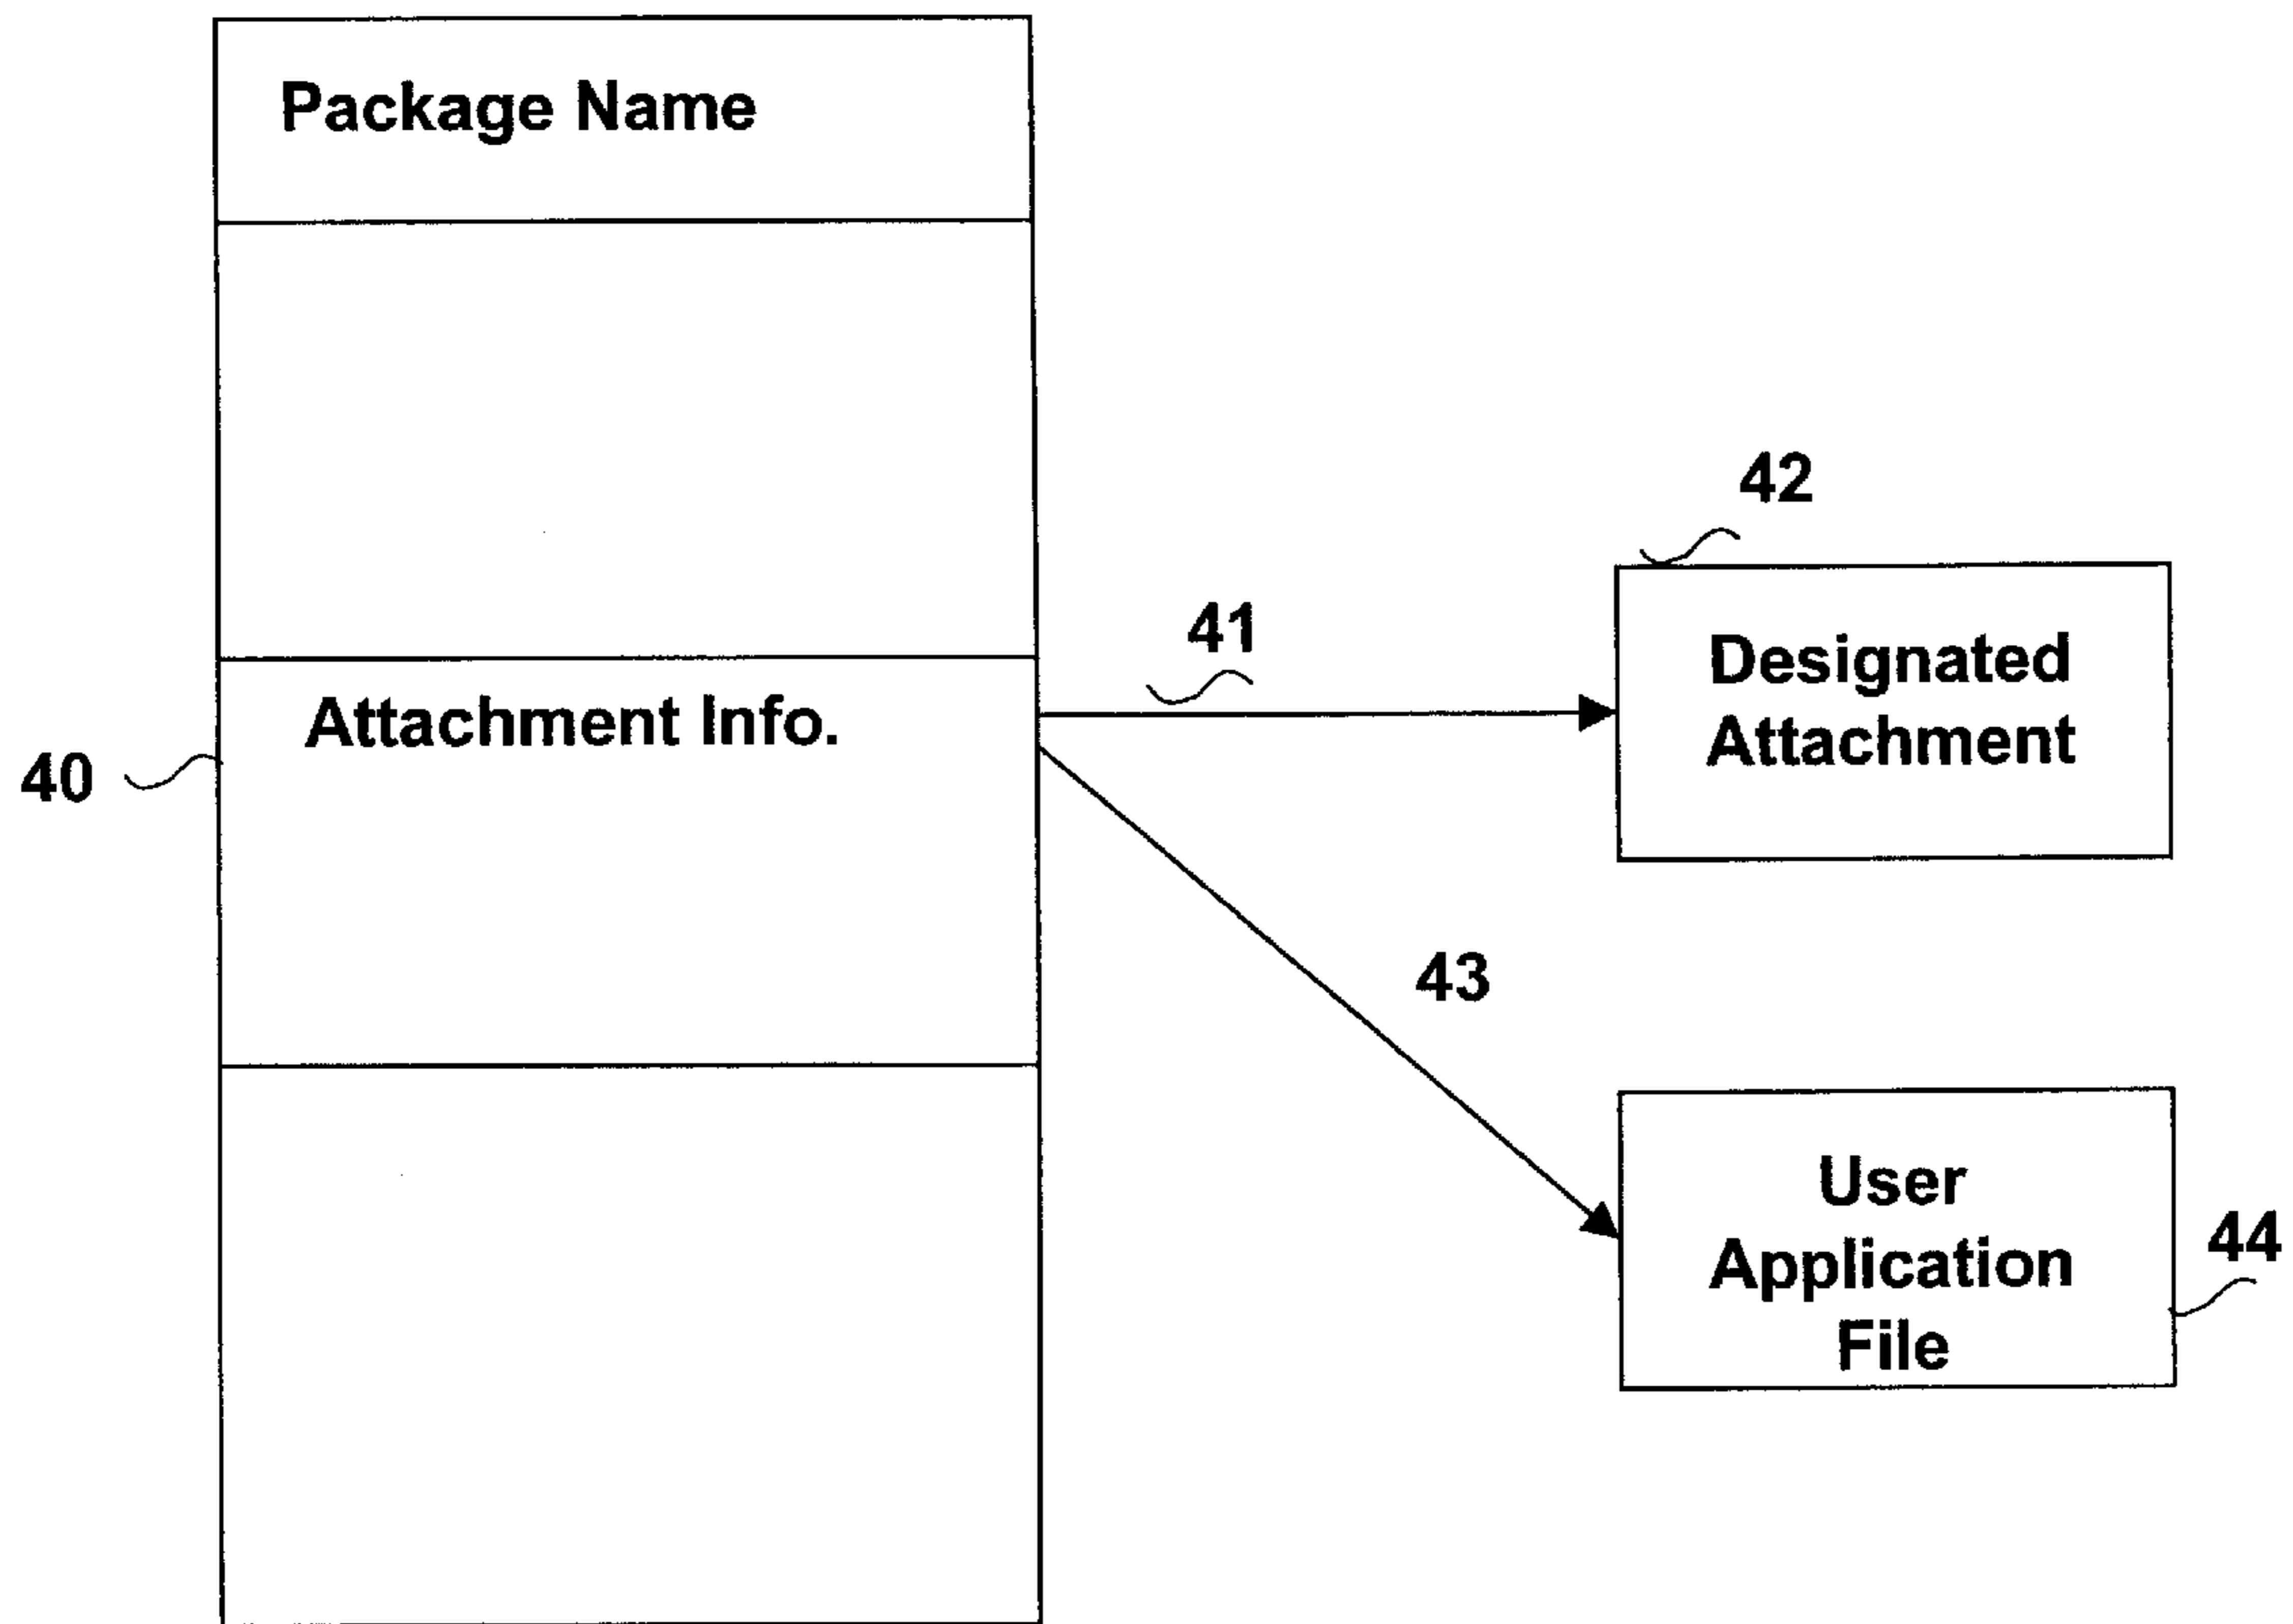 Package Name
42
41
Designated
Attachment
Attachment Info.
40
43
User
Application
File
44